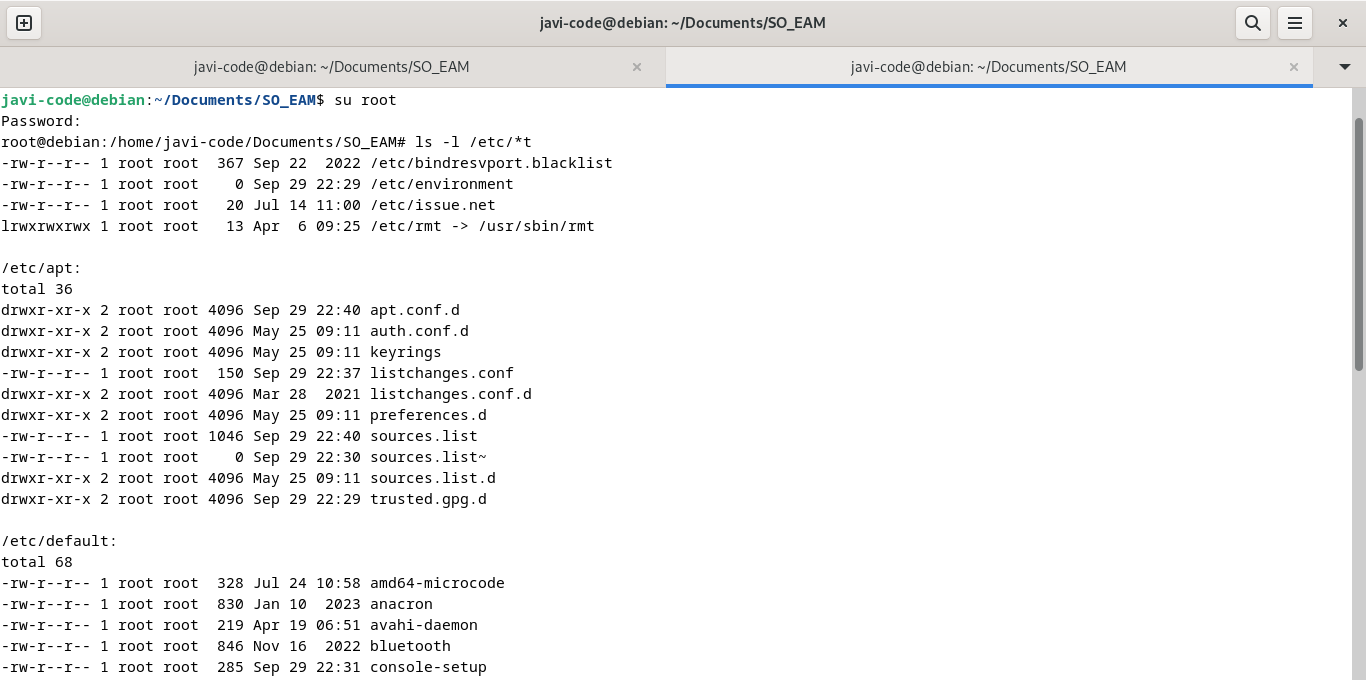 javi-code@debian: ~/Documents/SO_EAM
javi-code@debian: ~/Documents/SO_EAM
javi-code@debian: ~/Documents/SO_EAM
javi-code@debian:~/Documents/SO_EAM$ su root
Password:
root@debian:/home/javi-code/Documents/SO_EAM# ls -l /etc/*t
-rw-r--r-- 1 root root  367 Sep 22  2022 /etc/bindresvport.blacklist
-rw-r--r-- 1 root root    0 Sep 29 22:29 /etc/environment
-rw-r--r-- 1 root root   20 Jul 14 11:00 /etc/issue.net
lrwxrwxrwx 1 root root   13 Apr  6 09:25 /etc/rmt -> /usr/sbin/rmt

/etc/apt:
total 36
drwxr-xr-x 2 root root 4096 Sep 29 22:40 apt.conf.d
drwxr-xr-x 2 root root 4096 May 25 09:11 auth.conf.d
drwxr-xr-x 2 root root 4096 May 25 09:11 keyrings
-rw-r--r-- 1 root root  150 Sep 29 22:37 listchanges.conf
drwxr-xr-x 2 root root 4096 Mar 28  2021 listchanges.conf.d
drwxr-xr-x 2 root root 4096 May 25 09:11 preferences.d
-rw-r--r-- 1 root root 1046 Sep 29 22:40 sources.list
-rw-r--r-- 1 root root    0 Sep 29 22:30 sources.list~
drwxr-xr-x 2 root root 4096 May 25 09:11 sources.list.d
drwxr-xr-x 2 root root 4096 Sep 29 22:29 trusted.gpg.d

/etc/default:
total 68
-rw-r--r-- 1 root root  328 Jul 24 10:58 amd64-microcode
-rw-r--r-- 1 root root  830 Jan 10  2023 anacron
-rw-r--r-- 1 root root  219 Apr 19 06:51 avahi-daemon
-rw-r--r-- 1 root root  846 Nov 16  2022 bluetooth
-rw-r--r-- 1 root root  285 Sep 29 22:31 console-setup